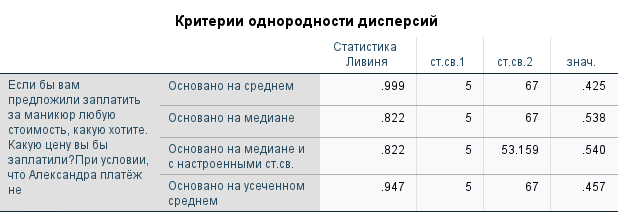 Критерии однородности дисперсий
Статистика
Ливиня ст.св.1 ст.св.2 знач.
Если бы вам
предложили заплатить
за маникюр любую
стоимость, какую хотите.
Какую цену вы бы
заплатили?При условии,
что Александра платёж
не
Основано на среднем .999 5 67 .425
Основано на медиане .822 5 67 .538
Основано на медиане и
с настроенными ст.св. .822 5 53.159 .540
Основано на усеченном
среднем .947 5 67 .457